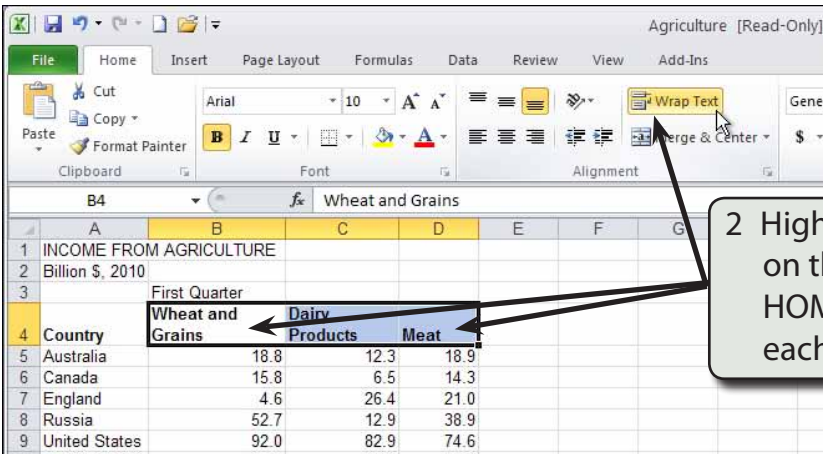 Agriculture [Read-Only]
File Home Insert Page Layout Formulas Data Review View Add-Ins
Cut
Copy
Format Painter
Paste
Arial 10 A A
Wrap Text
Gene
B I U A
Merge & Center
$
Clipboard Font Alignment
B4 fx Wheat and Grains
A B C D E F G
1 INCOME FROM AGRICULTURE
2 Billion $, 2010
3 First Quarter
4 Country Wheat and Grains Dairy Products Meat
5 Australia 18.8 12.3 18.9
6 Canada 15.8 6.5 14.3
7 England 4.6 26.4 21.0
8 Russia 52.7 12.9 38.9
9 United States 92.0 82.9 74.6
2 High
on th
HOM
each